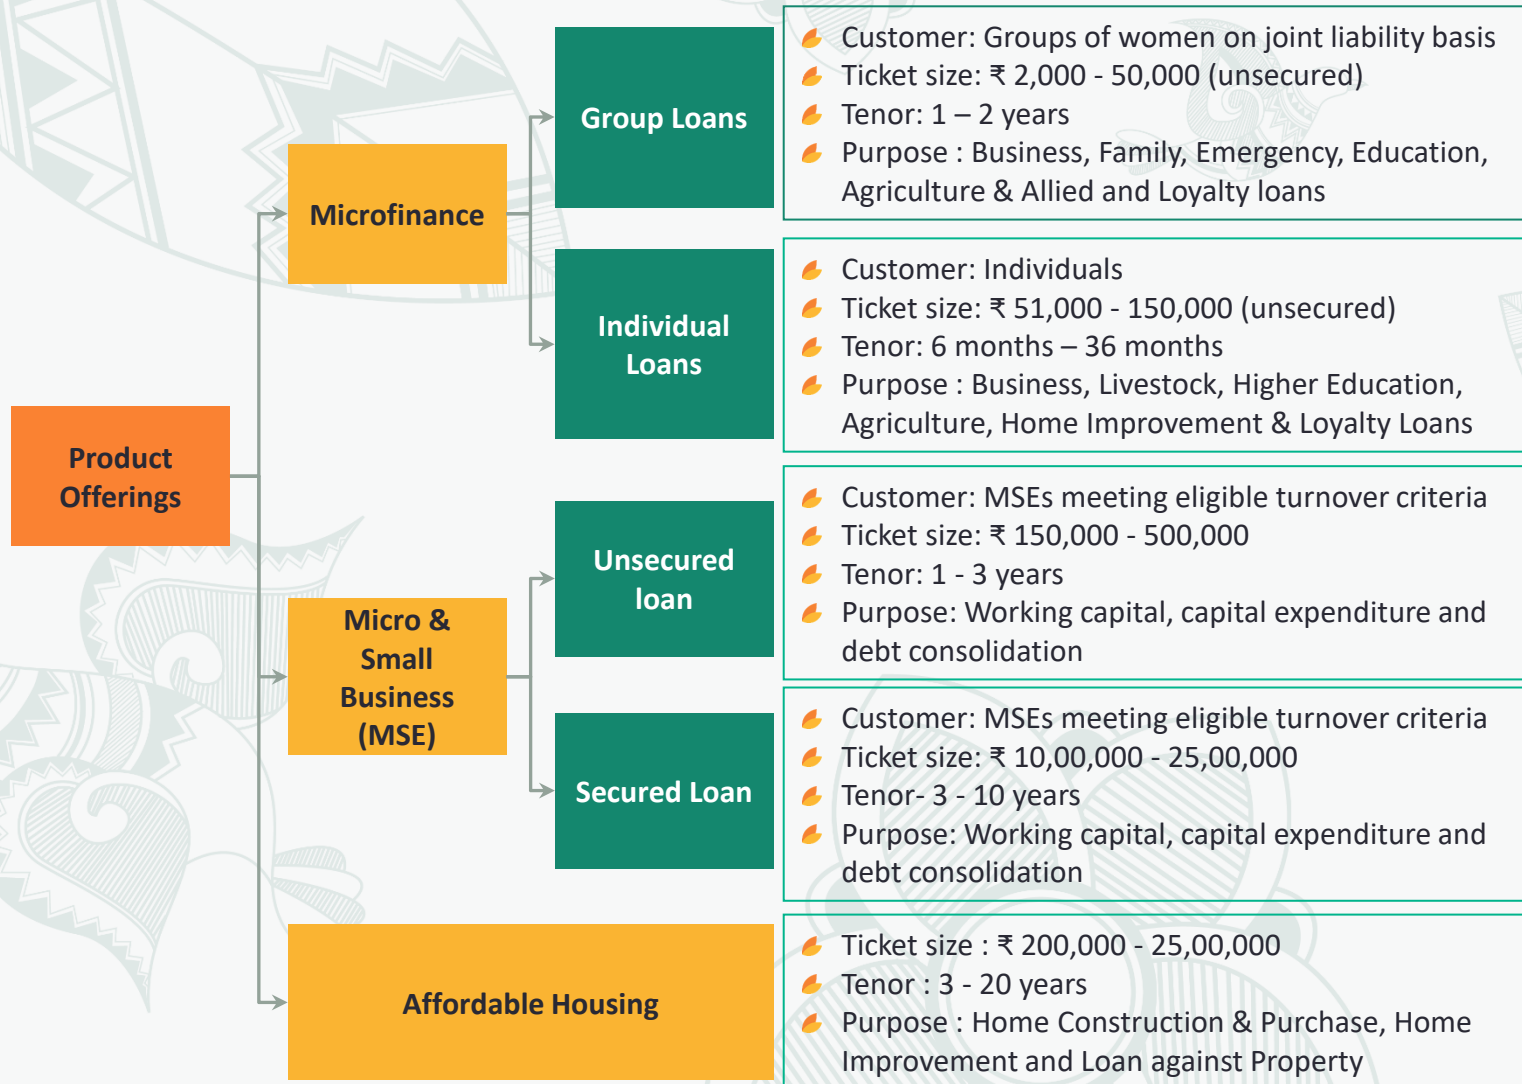 Product
Offerings
Microfinance
Group Loans
Customer: Groups of women on joint liability basis
Ticket size: ₹ 2,000 - 50,000 (unsecured)
Tenor: 1 – 2 years
Purpose : Business, Family, Emergency, Education,
Agriculture & Allied and Loyalty loans
Individual
Loans
Customer: Individuals
Ticket size: ₹ 51,000 - 150,000 (unsecured)
Tenor: 6 months – 36 months
Purpose : Business, Livestock, Higher Education,
Agriculture, Home Improvement & Loyalty Loans
Micro &
Small
Business
(MSE)
Unsecured
loan
Customer: MSEs meeting eligible turnover criteria
Ticket size: ₹ 150,000 - 500,000
Tenor: 1 - 3 years
Purpose: Working capital, capital expenditure and
debt consolidation
Secured Loan
Customer: MSEs meeting eligible turnover criteria
Ticket size: ₹ 10,00,000 - 25,00,000
Tenor- 3 - 10 years
Purpose: Working capital, capital expenditure and
debt consolidation
Affordable Housing
Ticket size : ₹ 200,000 - 25,00,000
Tenor : 3 - 20 years
Purpose : Home Construction & Purchase, Home
Improvement and Loan against Property